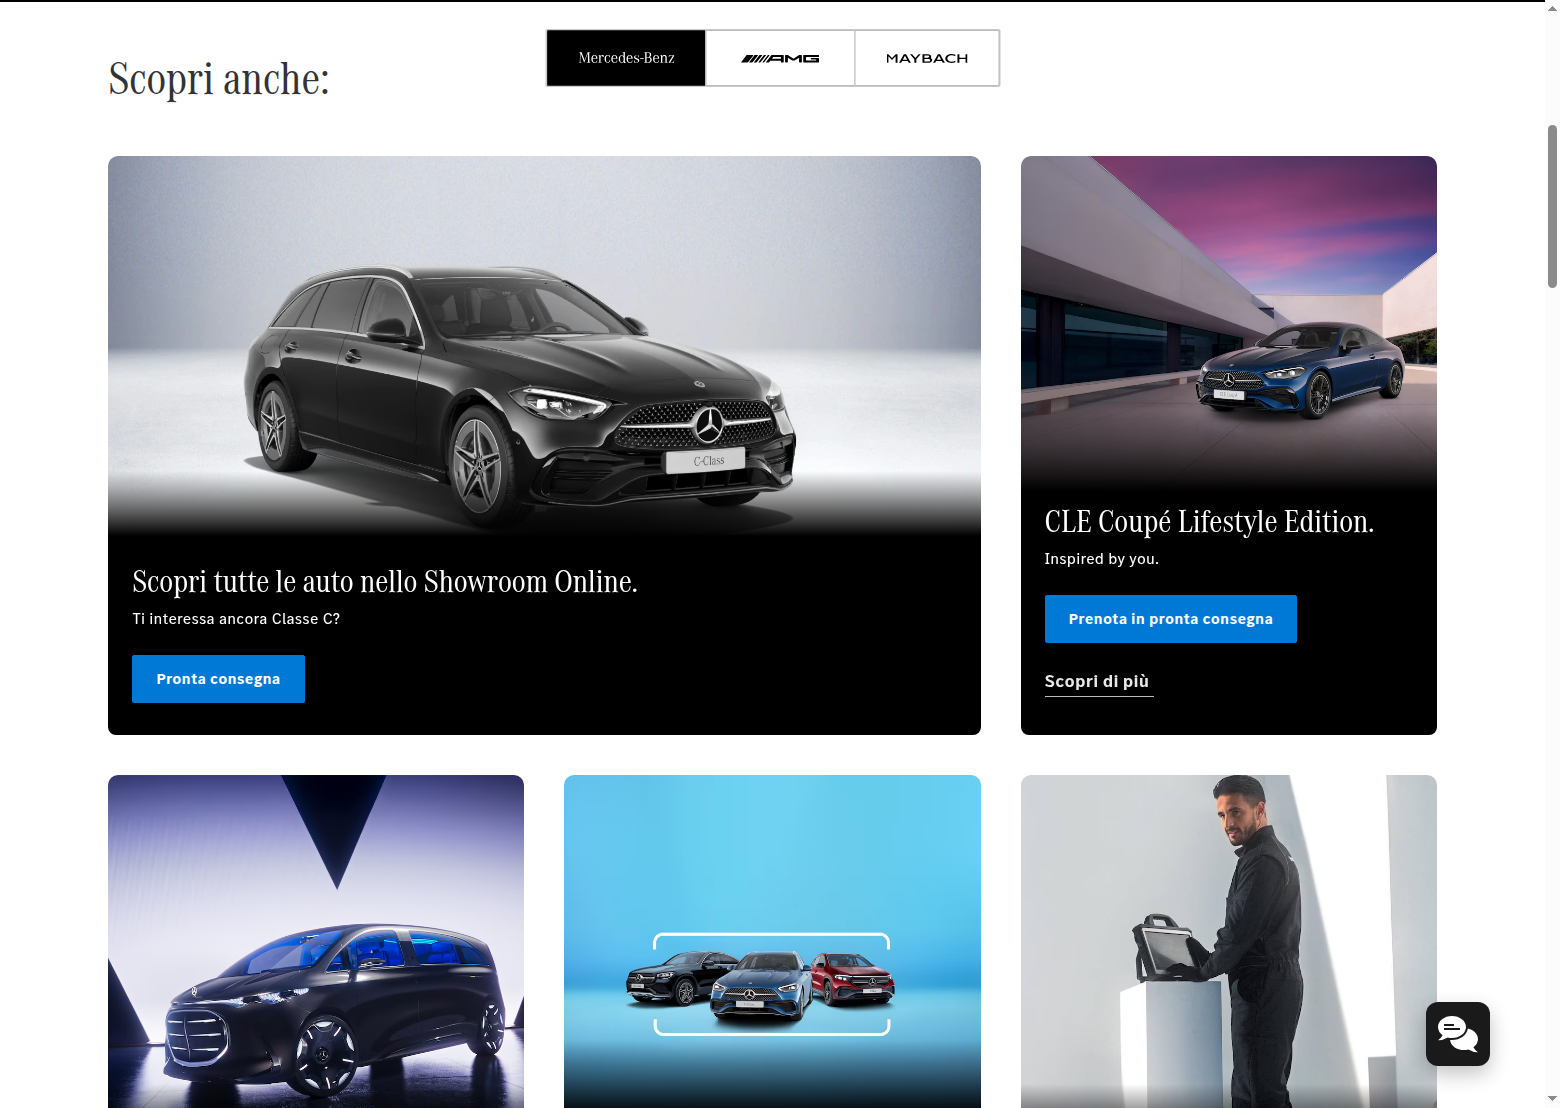 Mercedes-Benz
AMG
MAYBACH
Scopri anche:
C-Class
Scopri tutte le auto nello Showroom Online.
Ti interessa ancora Classe C?
Pronta consegna
CLE Coupé Lifestyle Edition.
Inspired by you.
Prenota in pronta consegna
Scopri di più